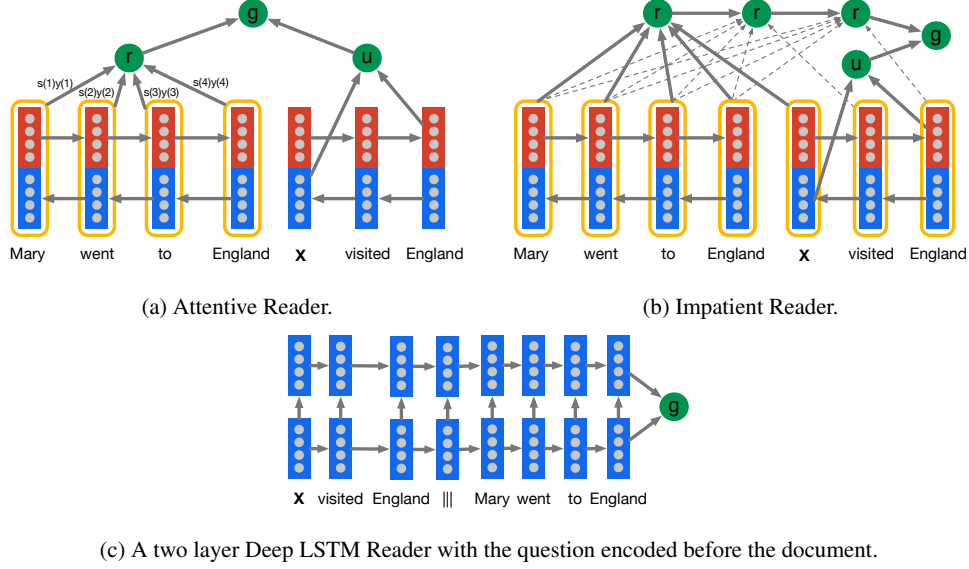 g
r
u
s(1)y(1)
s(2)y(2)
s(3)y(3)
s(4)y(4)
Mary went to England X visited England
(a) Attentive Reader.
r r r
g
u
Mary went to England X visited England
(b) Impatient Reader.
g
X visited England ||| Mary went to England
(c) A two layer Deep LSTM Reader with the question encoded before the document.